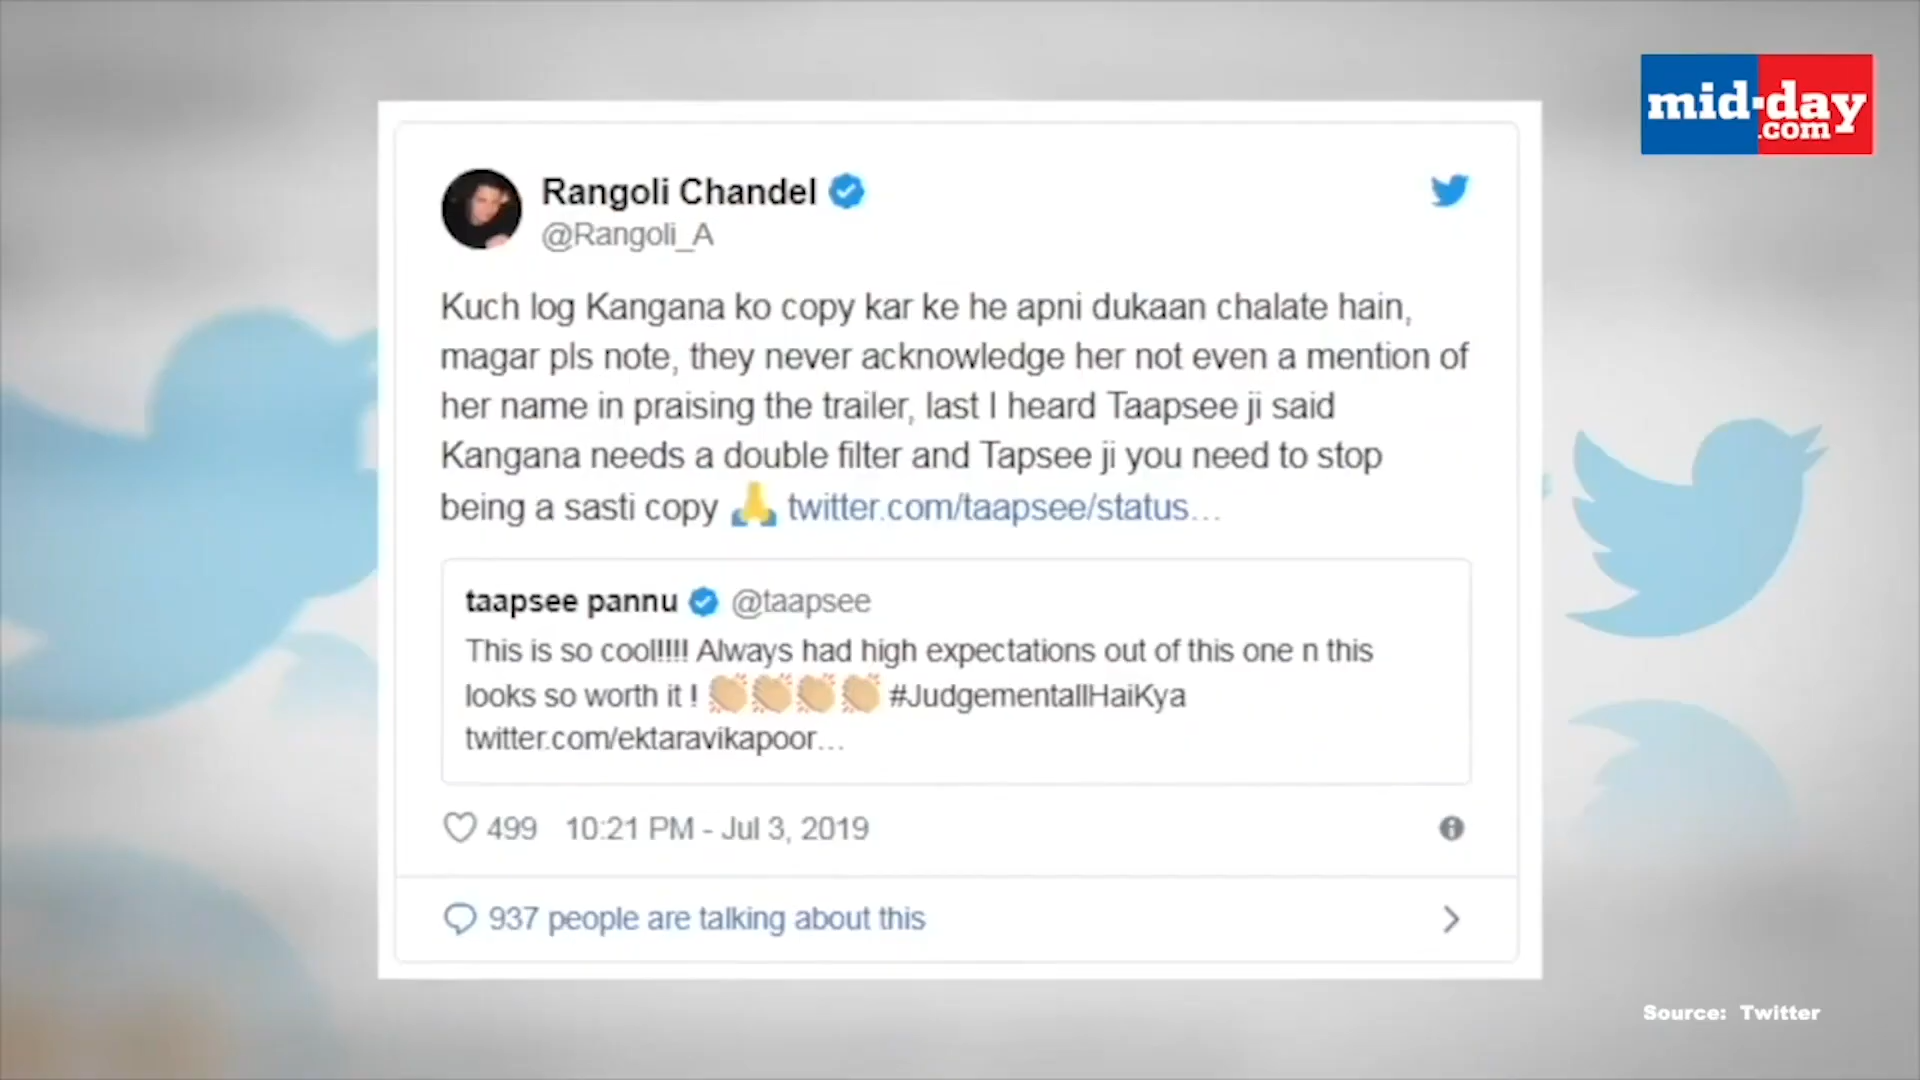 mid-day
.com
Rangoli Chandel
@Rangoli_A
Kuch log Kangana ko copy kar ke he apni dukaan chalate hain,
magar pls note, they never acknowledge her not even a mention of
her name in praising the trailer, last I heard Taapsee ji said
Kangana needs a double filter and Tapsee ji you need to stop
being a sasti copy 🙏 twitter.com/taapsee/status…
taapsee pannu @taapsee
This is so cool!!!! Always had high expectations out of this one n this
looks so worth it ! 👏🏼👏🏼👏🏼👏🏼 #JudgementallHaiKya
twitter.com/ektaravikapoor…
499 10:21 PM - Jul 3, 2019
937 people are talking about this
Source: Twitter